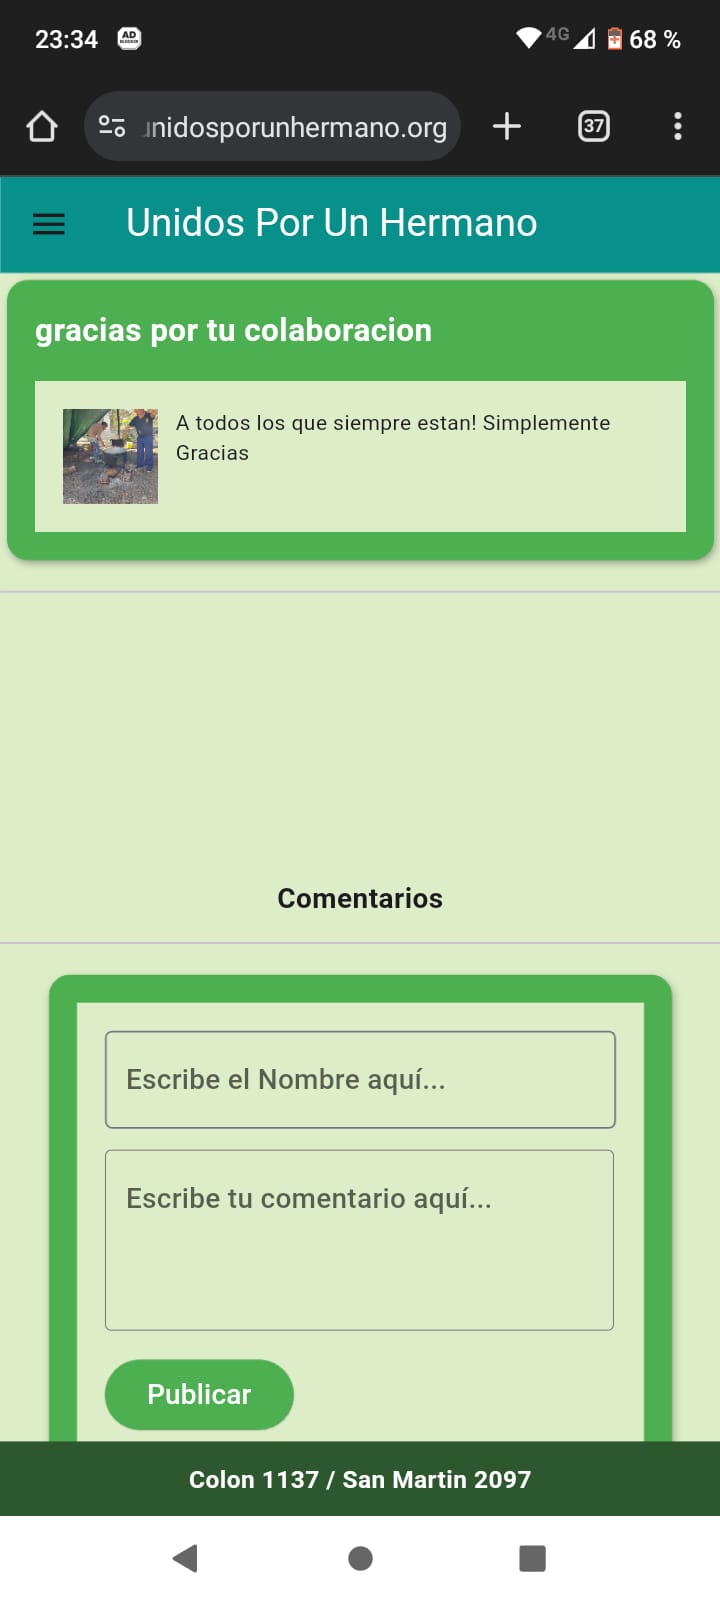 23:34
AD
4G
68 %
unidosporunhermano.org
37
Unidos Por Un Hermano
gracias por tu colaboracion
A todos los que siempre estan! Simplemente
Gracias
Comentarios
Escribe el Nombre aquí...
Escribe tu comentario aquí...
Publicar
Colon 1137 / San Martin 2097